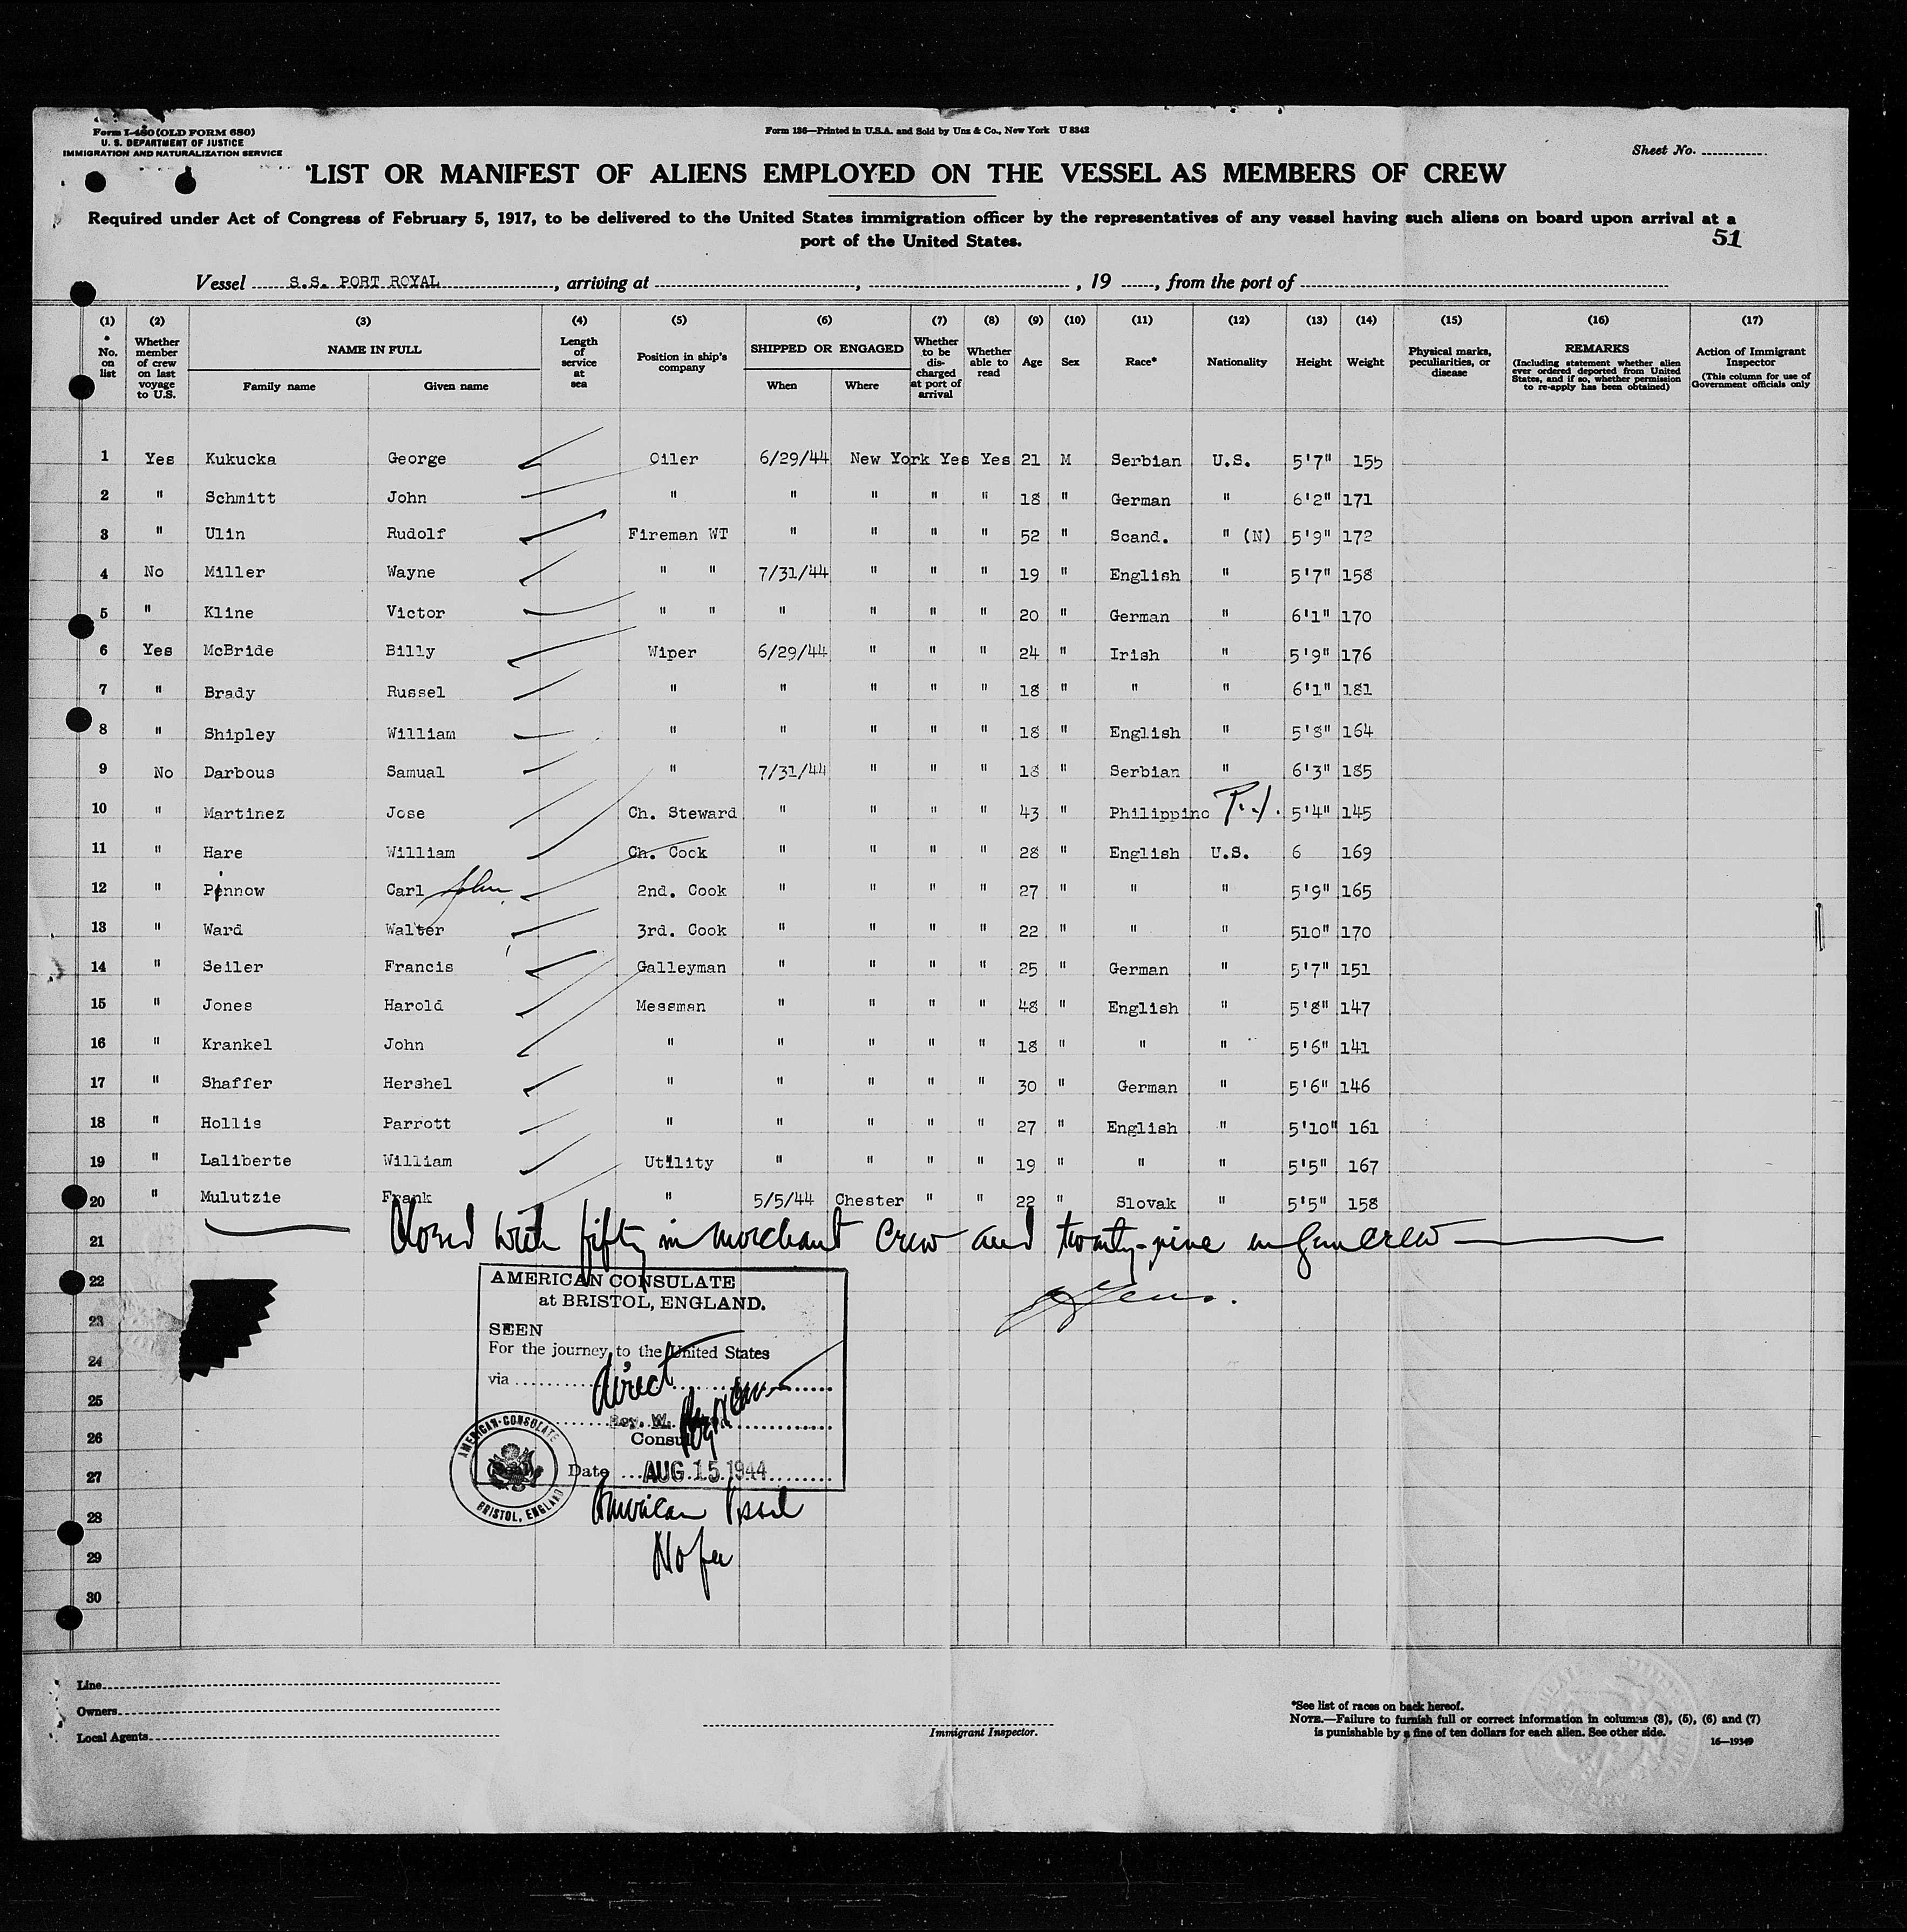 Form I-480 (OLD FORM 680)
U. S. DEPARTMENT OF JUSTICE
IMMIGRATION AND NATURALIZATION SERVICE
Form 136—Printed in U.S.A. and Sold by Unz & Co., New York U 8342
Sheet No.
LIST OR MANIFEST OF ALIENS EMPLOYED ON THE VESSEL AS MEMBERS OF CREW
Required under Act of Congress of February 5, 1917, to be delivered to the United States immigration officer by the representatives of any vessel having such aliens on board upon arrival at a
port of the United States.
51
Vessel S.S. PORT ROYAL, arriving at , , 19 , from the port of
(1) (2) (3) (4) (5) (6) (7) (8) (9) (10) (11) (12) (13) (14) (15) (16) (17)
* No. on list
Whether member of crew on last voyage to U.S.
NAME IN FULL
Family name Given name
Length of service at sea
Position in ship's company
SHIPPED OR ENGAGED
When Where
Whether to be discharged at port of arrival
Whether able to read
Age
Sex
Race*
Nationality
Height
Weight
Physical marks, peculiarities, or disease
REMARKS
(Including statement whether alien ever ordered deported from United States, and if so, whether permission to re-apply has been obtained)
Action of Immigrant Inspector
(This column for use of Government officials only
1 Yes Kukucka George Oiler 6/29/44 New York Yes Yes 21 M Serbian U.S. 5'7" 155
2 " Schmitt John " " " " " 18 " German " 6'2" 171
3 " Ulin Rudolf Fireman WT " " " " 52 " Scand. " (N) 5'9" 172
4 No Miller Wayne " " 7/31/44 " " " 19 " English " 5'7" 158
5 " Kline Victor " " " " " " 20 " German " 6'1" 170
6 Yes McBride Billy Wiper 6/29/44 " " " 24 " Irish " 5'9" 176
7 " Brady Russel " " " " " 18 " " " 6'1" 181
8 " Shipley William " " " " " 18 " English " 5'8" 164
9 No Darbous Samual " 7/31/44 " " " 18 " Serbian " 6'3" 185
10 " Martinez Jose Ch. Steward " " " " 43 " Philippino P.I. 5'4" 145
11 " Hare William Ch. Cock " " " " 28 " English U.S. 6 169
12 " Pinnow Carl John 2nd. Cook " " " " 27 " " " 5'9" 165
13 " Ward Walter 3rd. Cook " " " " 22 " " " 510" 170
14 " Seiler Francis Galleyman " " " " 25 " German " 5'7" 151
15 " Jones Harold Messman " " " " 48 " English " 5'8" 147
16 " Krankel John " " " " " 18 " " " 5'6" 141
17 " Shaffer Hershel " " " " " 30 " German " 5'6" 146
18 " Hollis Parrott " " " " " 27 " English " 5'10" 161
19 " Laliberte William Utility " " " " 19 " " " 5'5" 167
20 " Mulutzie Frank " 5/5/44 Chester " " 22 " Slovak " 5'5" 158
21 Closed with fifty in merchant crew and twenty-nine in gun crew
22
23
24
25
26
27
28
29
30
AMERICAN CONSULATE
at BRISTOL, ENGLAND.
SEEN
For the journey to the United States
via direct
Roy. W.
Consul
Date AUG 15 1944
AMERICAN CONSULATE
BRISTOL, ENGLAND
American Vessel
No fee
Line
Owners
Local Agents
Immigrant Inspector.
*See list of races on back hereof.
NOTE.—Failure to furnish full or correct information in columns (3), (5), (6) and (7)
is punishable by a fine of ten dollars for each alien. See other side.
16—19349